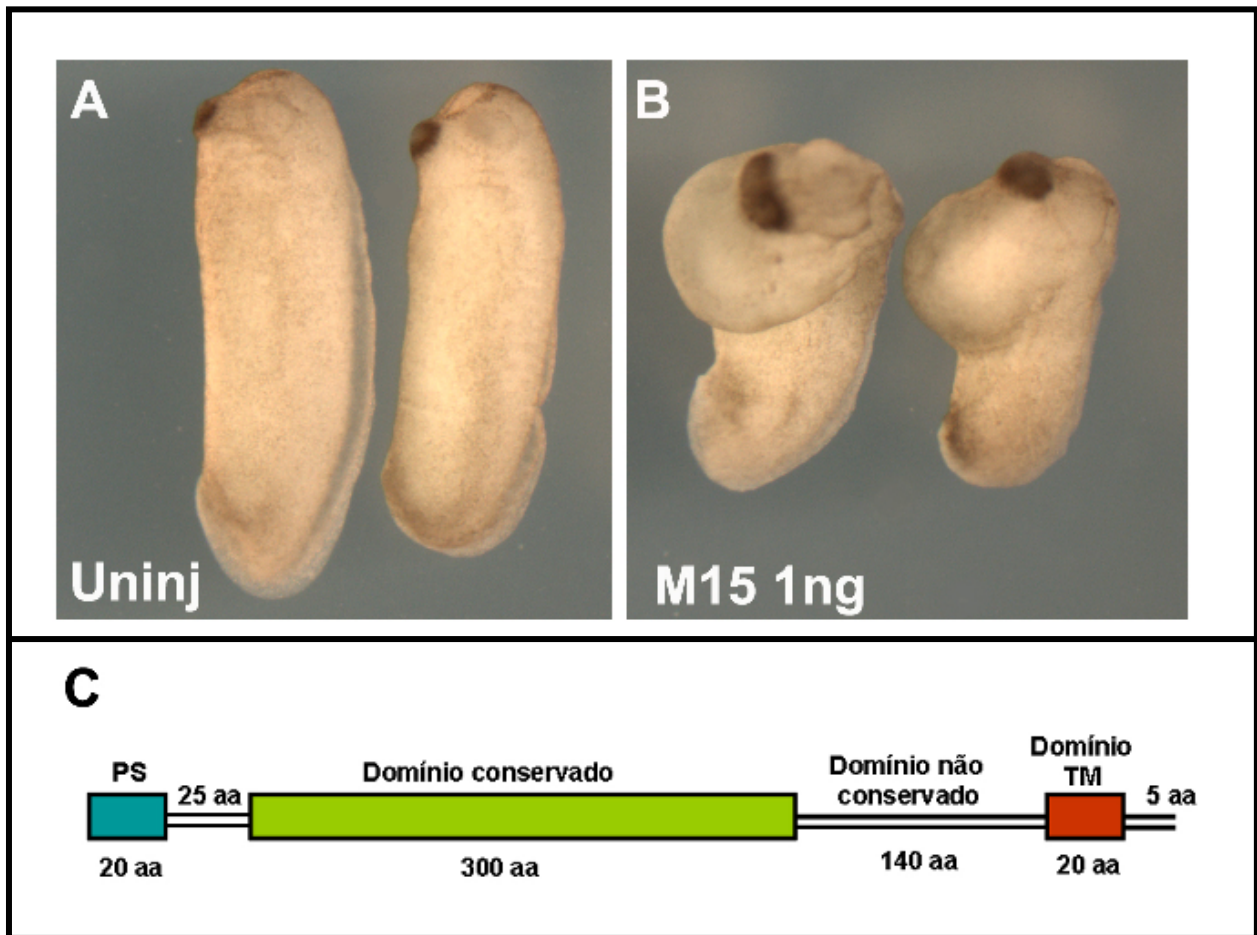 A
Uninj
B
M15 1ng
C
PS
25 aa
Domínio conservado
Domínio não
conservado
Domínio
TM
5 aa
20 aa
300 aa
140 aa
20 aa